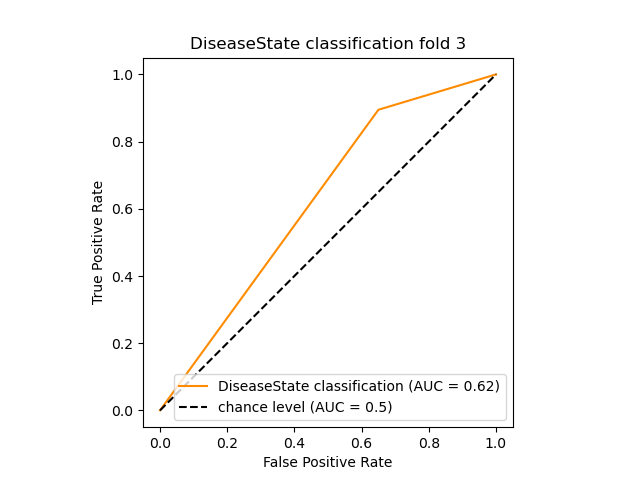 DiseaseState classification fold 3
True Positive Rate
1.0
0.8
0.6
0.4
0.2
0.0
DiseaseState classification (AUC = 0.62)
chance level (AUC = 0.5)
0.0 0.2 0.4 0.6 0.8 1.0
False Positive Rate